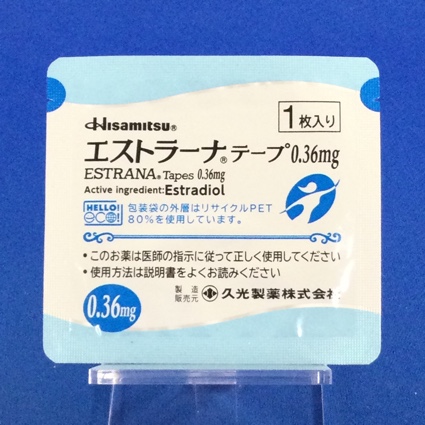 Hisamitsu®
1枚入り
エストラーナ®テープ0.36mg
ESTRANA® Tapes 0.36mg
Active ingredient:Estradiol
HELLO!
ECO!
包装袋の外層はリサイクルPET
80%を使用しています。
•このお薬は医師の指示に従って正しく使用してください
•使用方法は説明書をよくお読みください
0.36mg
製造
販売元
久光製薬株式会社